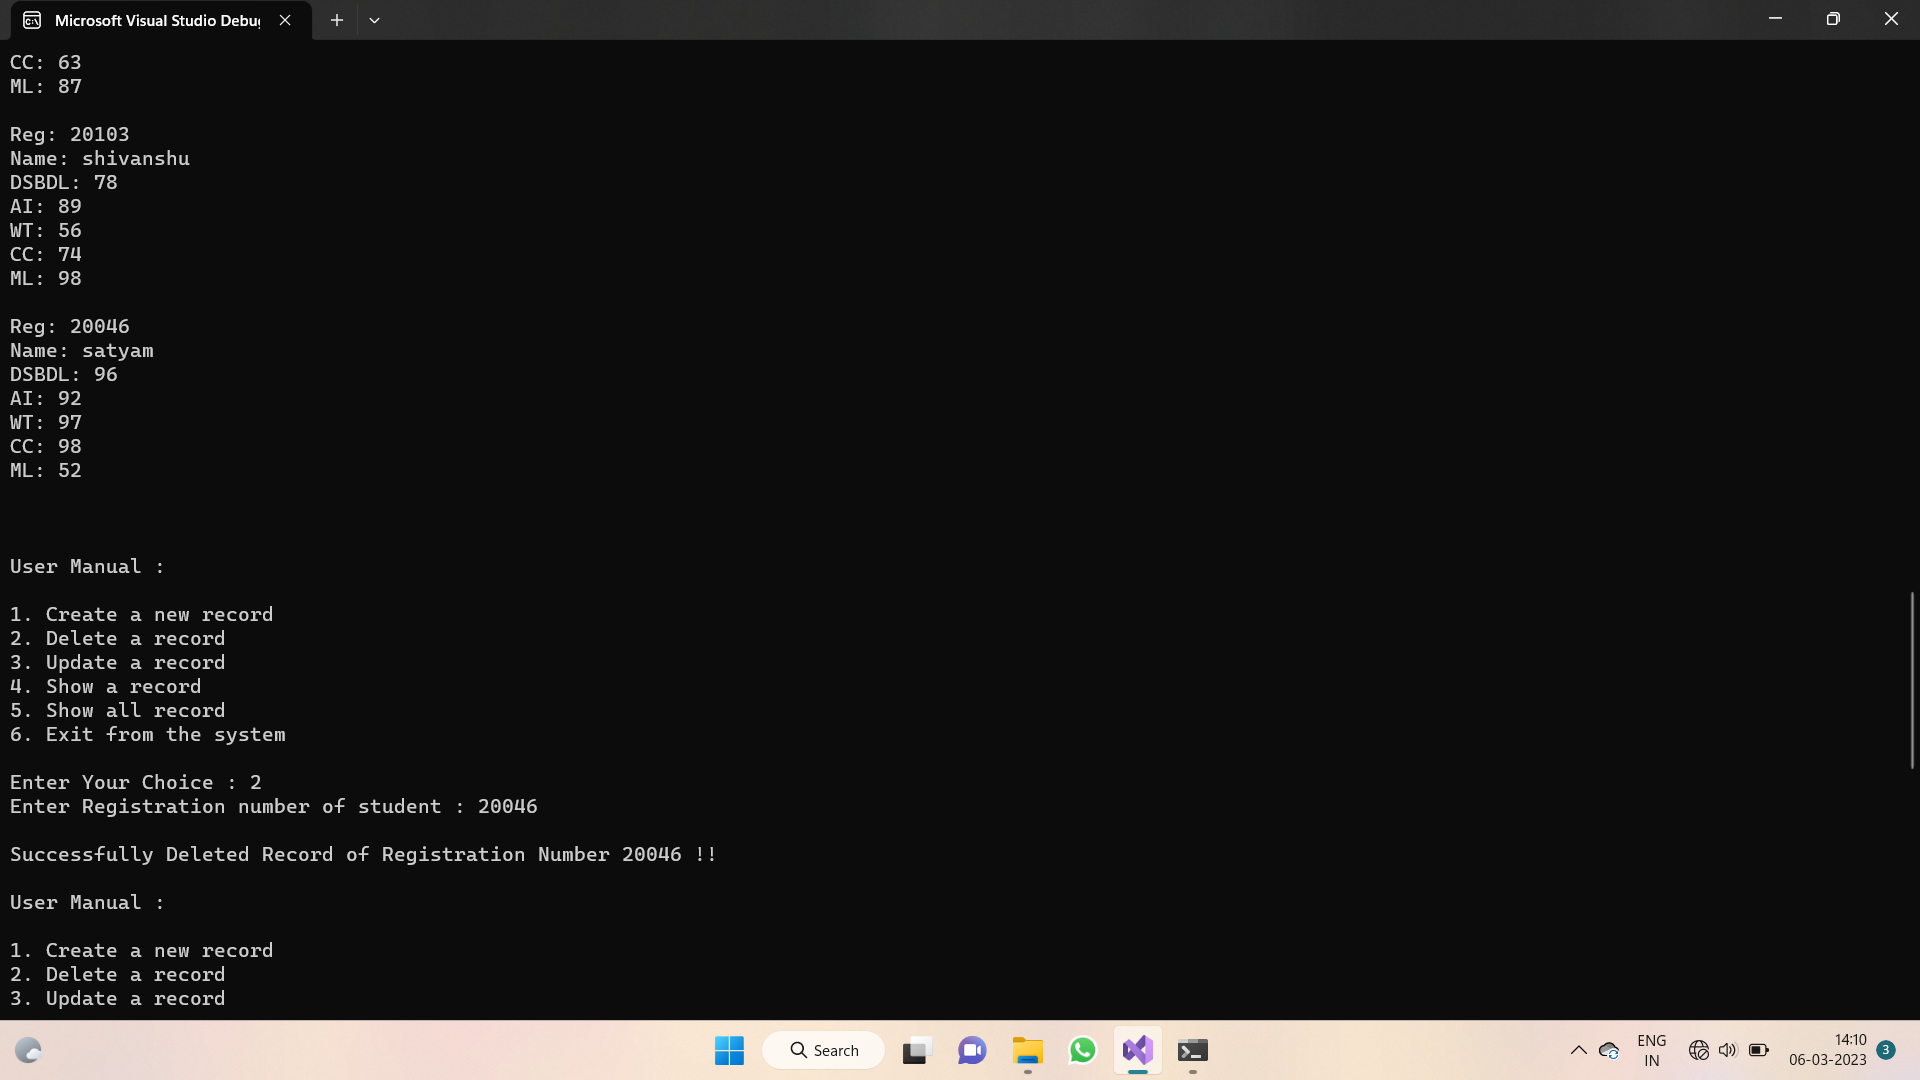 Microsoft Visual Studio Debu
CC: 63
ML: 87
Reg: 20103
Name: shivanshu
DSBDL: 78
AI: 89
WT: 56
CC: 74
ML: 98
Reg: 20046
Name: satyam
DSBDL: 96
AI: 92
WT: 97
CC: 98
ML: 52
User Manual :
1. Create a new record
2. Delete a record
3. Update a record
4. Show a record
5. Show all record
6. Exit from the system
Enter Your Choice : 2
Enter Registration number of student : 20046
Successfully Deleted Record of Registration Number 20046 !!
User Manual :
1. Create a new record
2. Delete a record
3. Update a record
Search
ENG
IN
14:10
06-03-2023
3